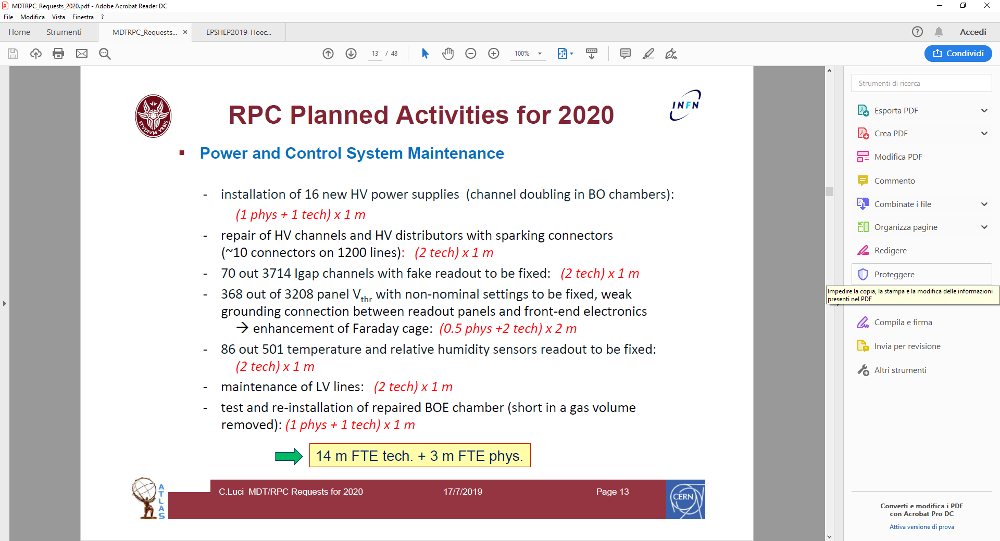 MDTRPC_Requests_2020.pdf - Adobe Acrobat Reader DC
File Modifica Vista Finestra ?
Home Strumenti MDTRPC_Requests... × EPSHEP2019-Hoec... Accedi
13 / 48 100% Condividi
STVDIVM VRBIS
RPC Planned Activities for 2020
INFN
▪ Power and Control System Maintenance
- installation of 16 new HV power supplies (channel doubling in BO chambers):
(1 phys + 1 tech) x 1 m
- repair of HV channels and HV distributors with sparking connectors
(~10 connectors on 1200 lines): (2 tech) x 1 m
- 70 out 3714 Igap channels with fake readout to be fixed: (2 tech) x 1 m
- 368 out of 3208 panel Vthr with non-nominal settings to be fixed, weak
grounding connection between readout panels and front-end electronics
→ enhancement of Faraday cage: (0.5 phys +2 tech) x 2 m
- 86 out 501 temperature and relative humidity sensors readout to be fixed:
(2 tech) x 1 m
- maintenance of LV lines: (2 tech) x 1 m
- test and re-installation of repaired BOE chamber (short in a gas volume
removed): (1 phys + 1 tech) x 1 m
14 m FTE tech. + 3 m FTE phys.
ATLAS
C.Luci MDT/RPC Requests for 2020 17/7/2019 Page 13
CERN
Strumenti di ricerca
Esporta PDF
Crea PDF
Modifica PDF
Commento
Combinate i file
Organizza pagine
Redigere
Proteggere
Impedire la copia, la stampa e la modifica delle informazioni
presenti nel PDF
Compila e firma
Invia per revisione
Altri strumenti
Converti e modifica i PDF
con Acrobat Pro DC
Attiva versione di prova